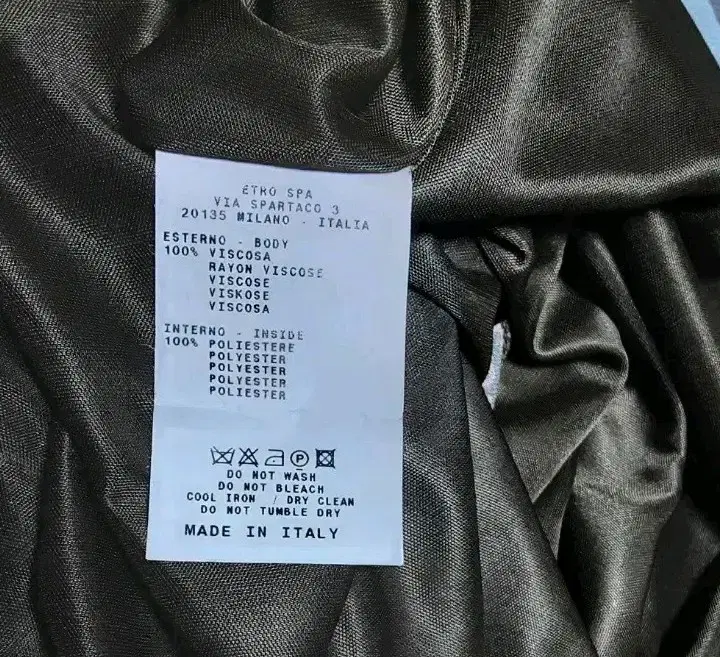 ETRO SPA
VIA SPARTACO 3
20135 MILANO - ITALIA
ESTERNO - BODY
100% VISCOSA
RAYON VISCOSE
VISCOSE
VISKOSE
VISCOSA
INTERNO - INSIDE
100% POLIESTERE
POLYESTER
POLYESTER
POLYESTER
POLIESTER
P
DO NOT WASH
DO NOT BLEACH
COOL IRON / DRY CLEAN
DO NOT TUMBLE DRY
MADE IN ITALY